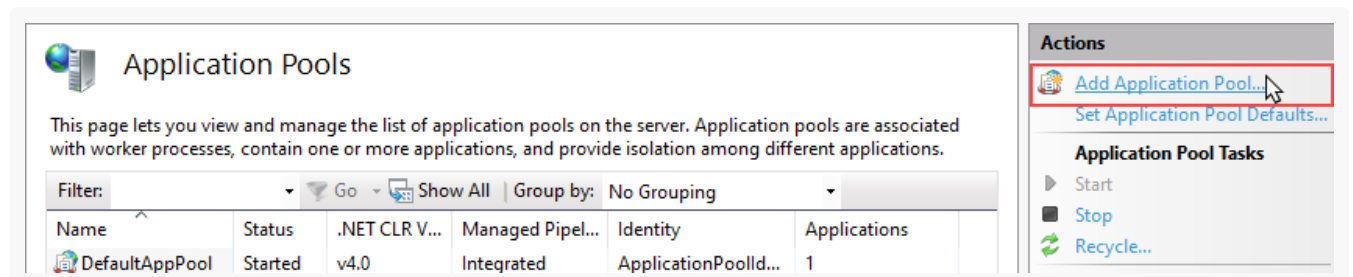 Application Pools
This page lets you view and manage the list of application pools on the server. Application pools are associated
with worker processes, contain one or more applications, and provide isolation among different applications.
Filter: Go Show All Group by: No Grouping
Name Status .NET CLR V... Managed Pipel... Identity Applications
DefaultAppPool Started v4.0 Integrated ApplicationPoolId... 1
Actions
Add Application Pool...
Set Application Pool Defaults...
Application Pool Tasks
Start
Stop
Recycle...